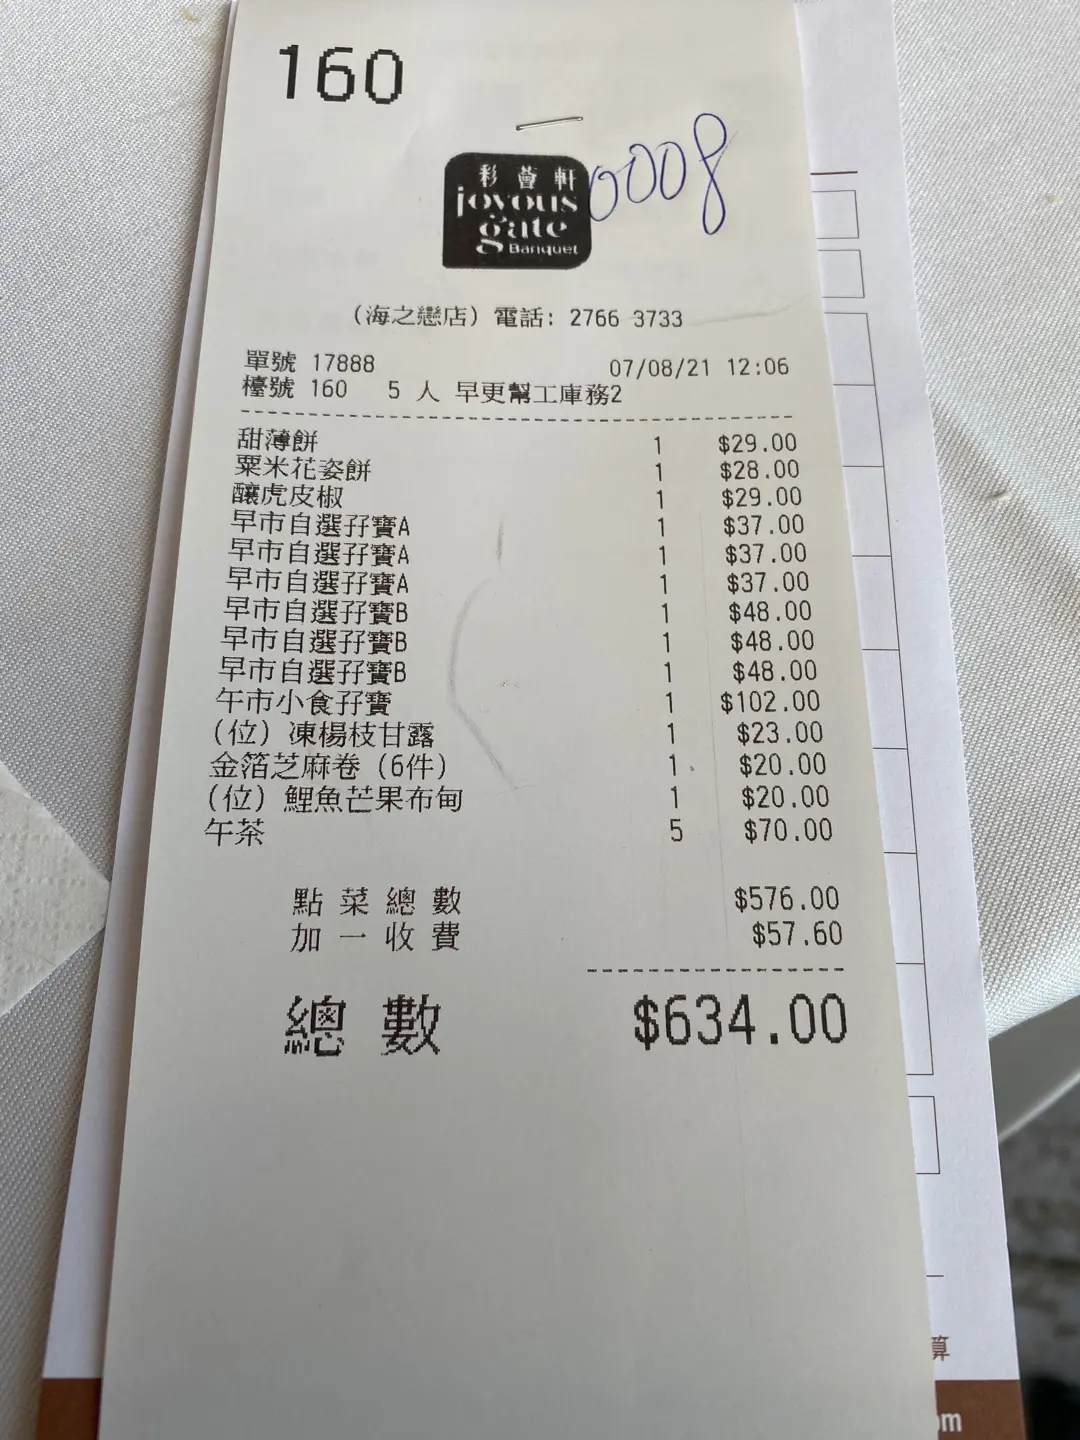 160
0008
彩薈軒
joyous
gate
Banquet
(海之戀店) 電話: 2766 3733
單號 17888 07/08/21 12:06
檯號 160 5 人 早更幫工庫務2
甜薄餅 1 $29.00
粟米花姿餅 1 $28.00
釀虎皮椒 1 $29.00
早市自選孖寶A 1 $37.00
早市自選孖寶A 1 $37.00
早市自選孖寶A 1 $37.00
早市自選孖寶B 1 $48.00
早市自選孖寶B 1 $48.00
早市自選孖寶B 1 $48.00
午市小食孖寶 1 $102.00
(位) 凍楊枝甘露 1 $23.00
金箔芝麻卷 (6件) 1 $20.00
(位) 鯉魚芒果布甸 1 $20.00
午茶 5 $70.00
點菜總數 $576.00
加一收費 $57.60
總數 $634.00
算
om